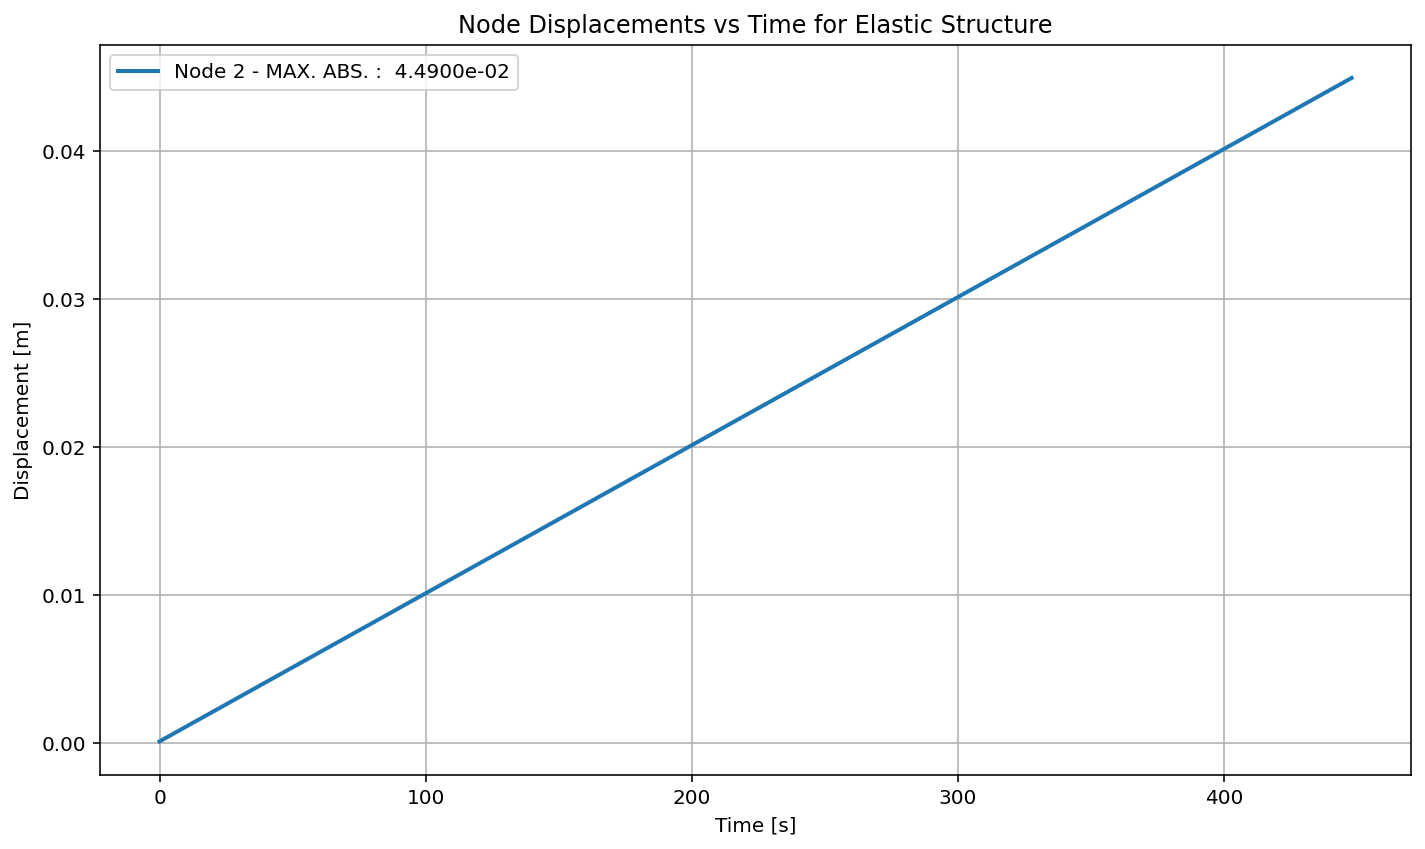 Node Displacements vs Time for Elastic Structure
Node 2 - MAX. ABS. :  4.4900e-02
0.04
0.03
0.02
0.01
0.00
Displacement [m]
0 100 200 300 400
Time [s]